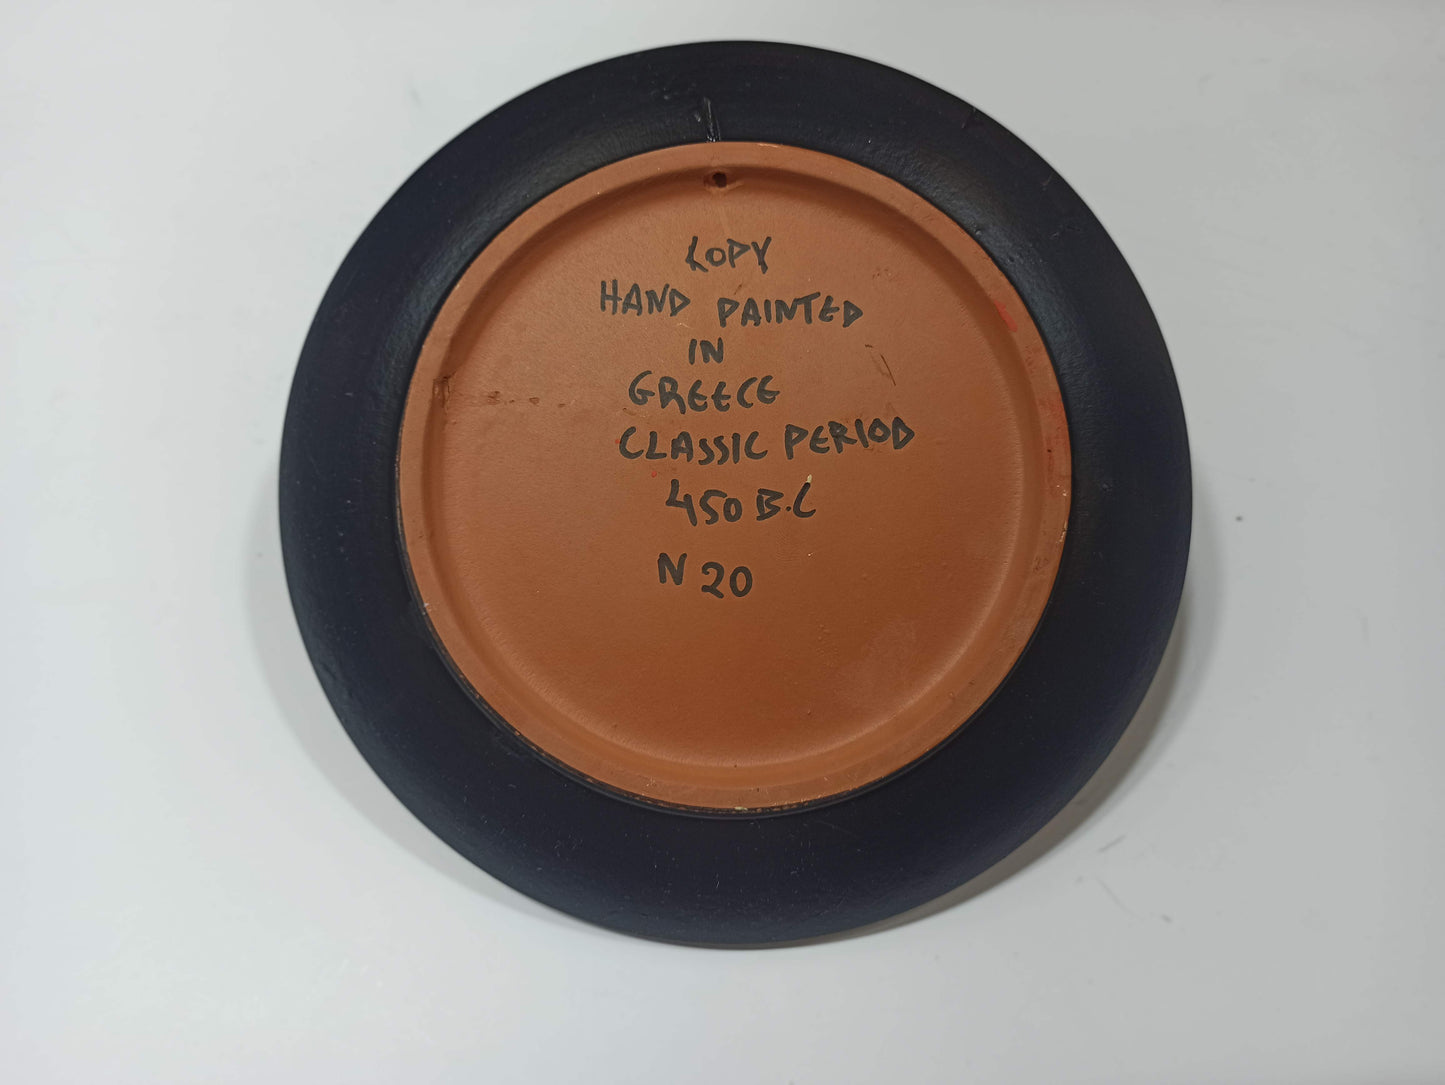 KOPY
HAND PAINTED
IN
GREECE
CLASSIC PERIOD
450 B.C
N 20